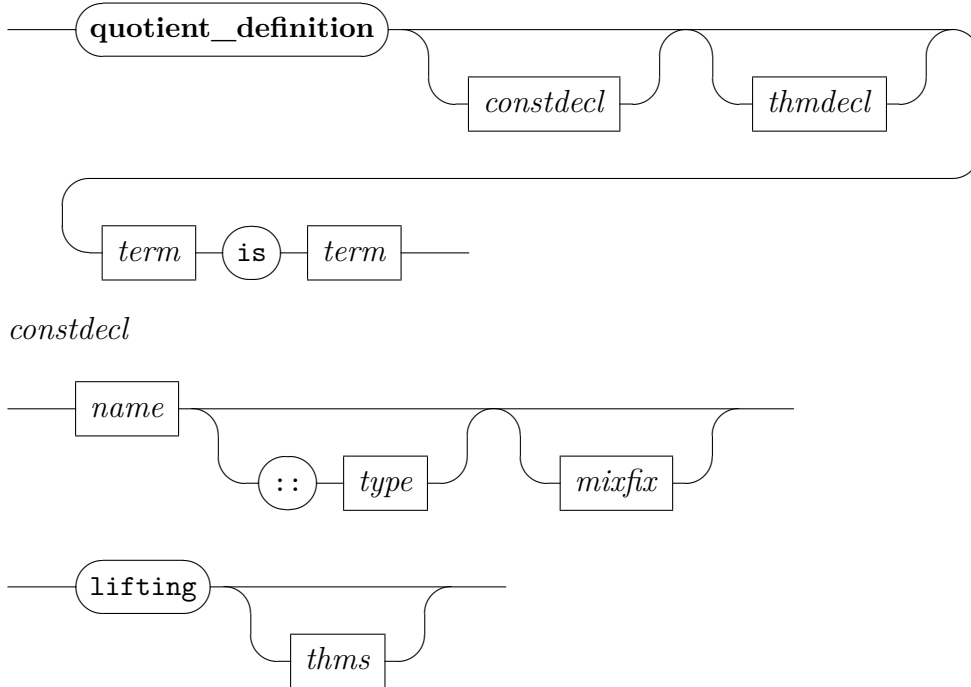 quotient_definition
constdecl thmdecl
term is term
constdecl
name
:: type mixfix
lifting
thms